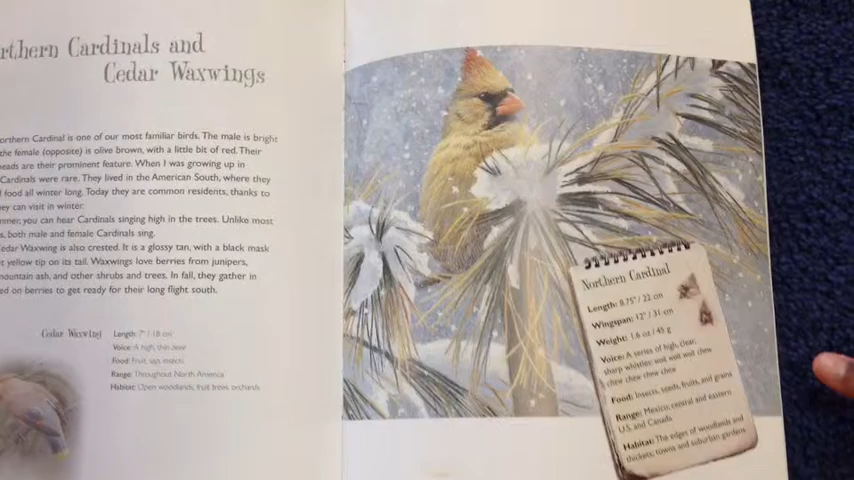 rthern Cardinals and
Cedar Waxwings
orthern Cardinal is one of our most familiar birds. The male is bright
the female (opposite) is olive brown, with a little bit of red. Their
eads are their prominent feature. When I was growing up in
Cardinals were rare. They lived in the American South, where they
food all winter long. Today they are common residents, thanks to
ey can visit in winter.
mmer, you can hear Cardinals singing high in the trees. Unlike most
s, both male and female Cardinals sing.
edar Waxwing is also crested. It is a glossy tan, with a black mask
t yellow tip on its tail. Waxwings love berries from junipers,
mountain ash, and other shrubs and trees. In fall, they gather in
ed on berries to get ready for their long flight south.
Cedar Waxwing
Length: 7" / 18 cm
Voice: A high, thin
Food: Fruit, sap, insects
Range: Throughout North America
Habitat: Open woodlands, fruit trees, orchards
Northern Cardinal
Length: 8.75" / 22 cm
Wingspan: 12" / 31 cm
Weight: 1.6 oz / 45 g
Voice: A series of high, clear,
sharp whistles: woit woit woit chew
chew chew chew
Food: Insects, seeds, fruits, and grains
Range: Mexico, central and eastern
U.S. and Canada
Habitat: The edges of woodlands and
thickets, towns and suburban gardens